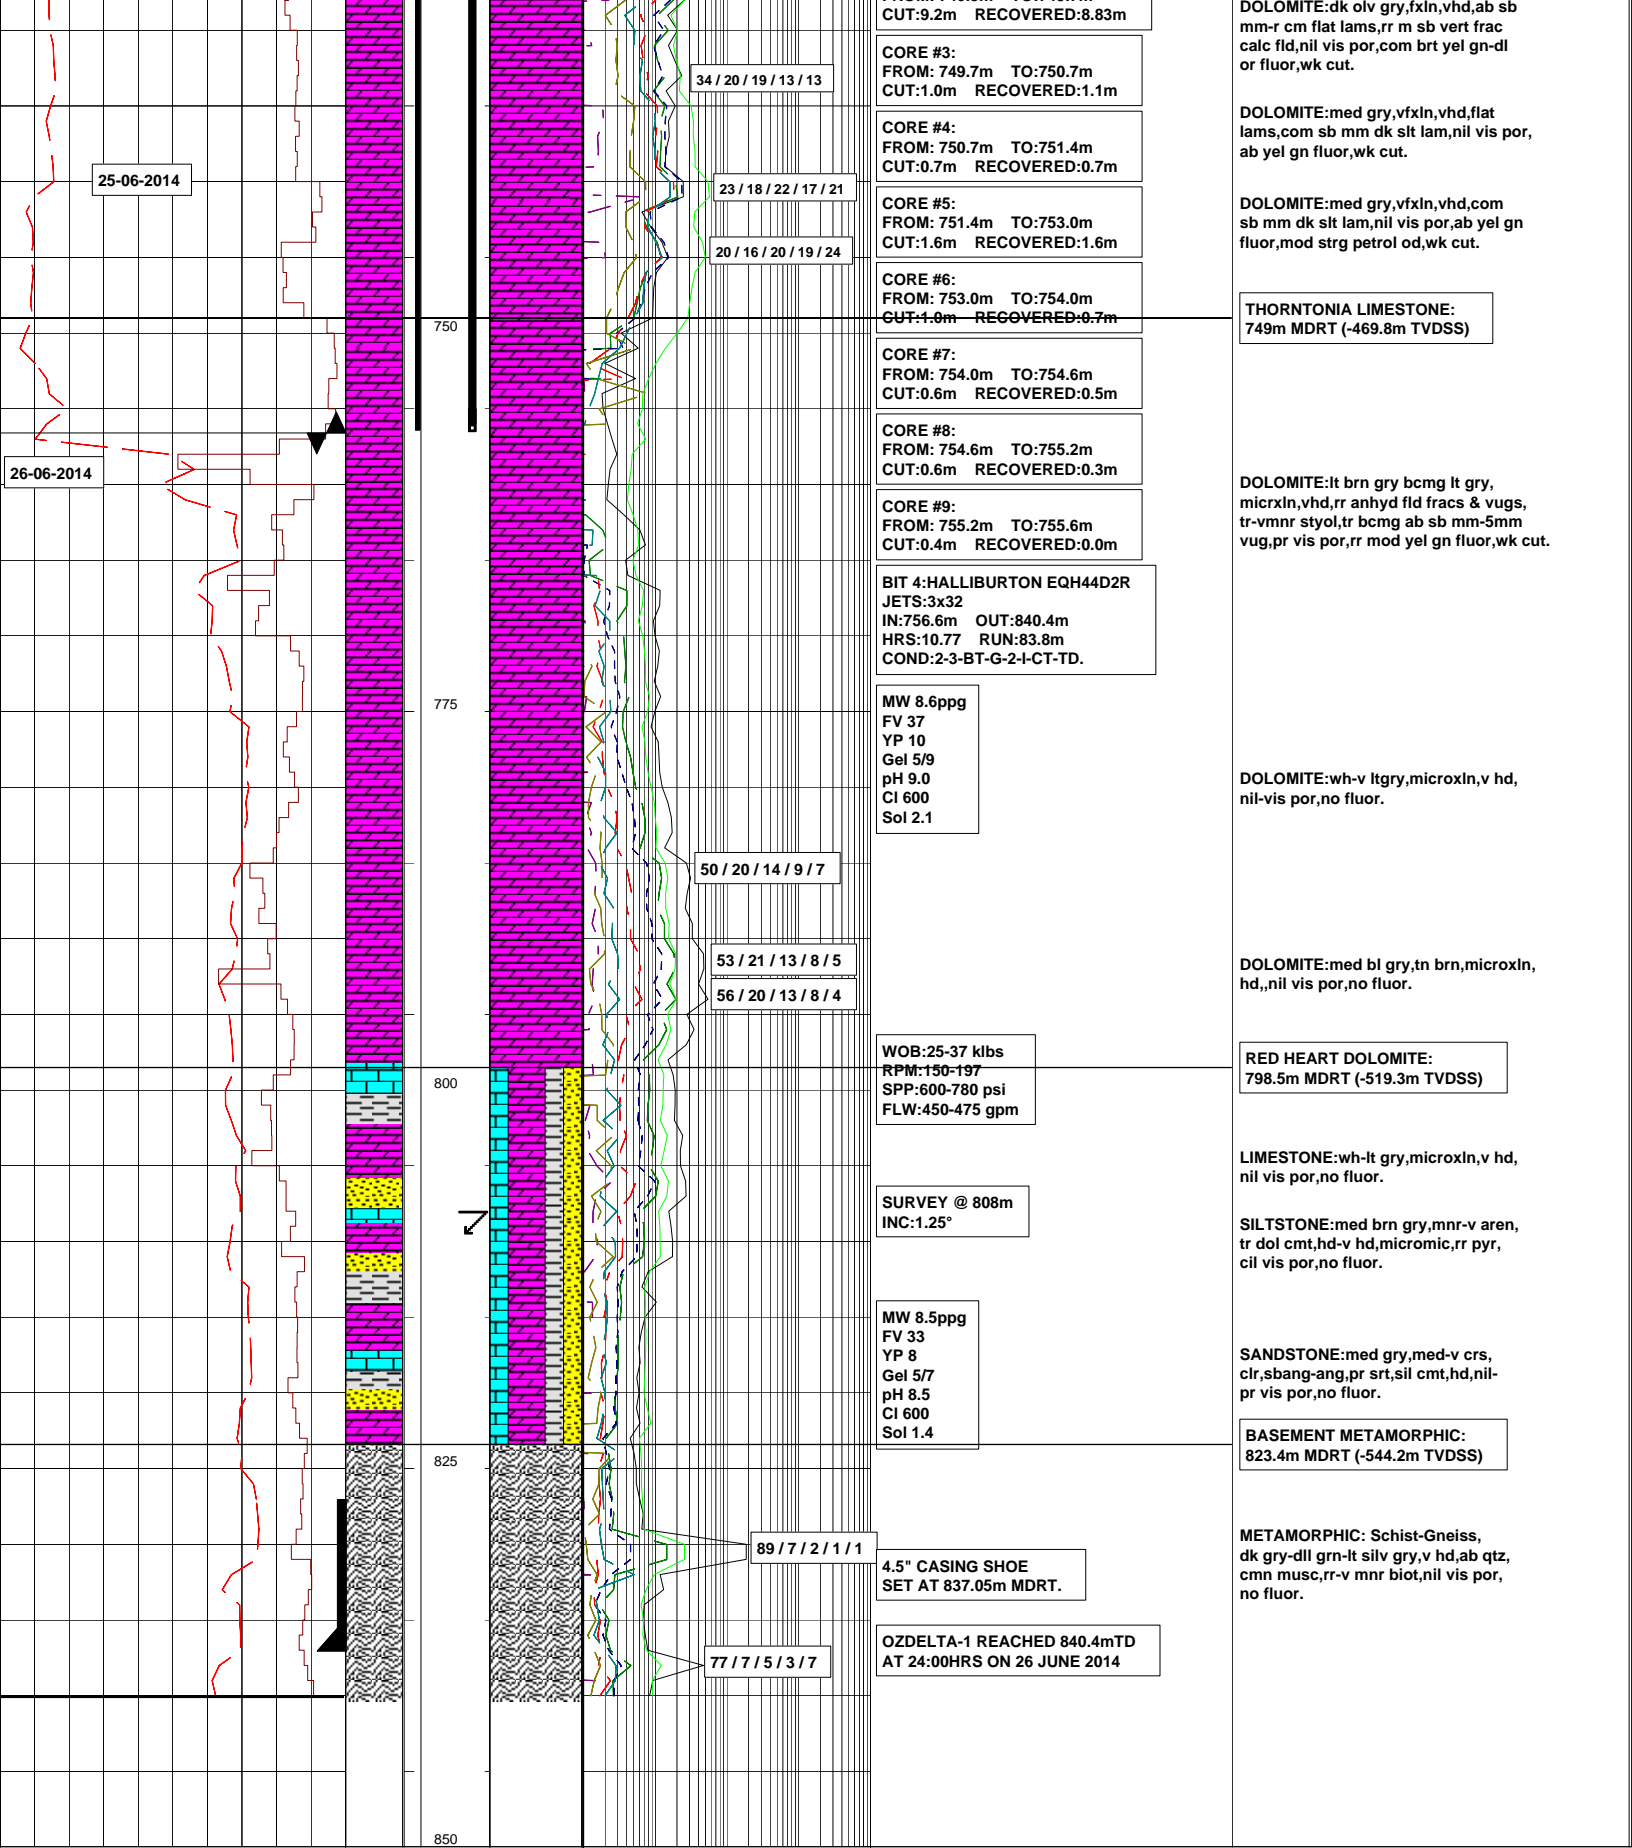 CUT:9.2m RECOVERED:8.83m
CORE #3:
FROM: 749.7m TO:750.7m
CUT:1.0m RECOVERED:1.1m
CORE #4:
FROM: 750.7m TO:751.4m
CUT:0.7m RECOVERED:0.7m
CORE #5:
FROM: 751.4m TO:753.0m
CUT:1.6m RECOVERED:1.6m
CORE #6:
FROM: 753.0m TO:754.0m
CUT:1.0m RECOVERED:0.7m
CORE #7:
FROM: 754.0m TO:754.6m
CUT:0.6m RECOVERED:0.5m
CORE #8:
FROM: 754.6m TO:755.2m
CUT:0.6m RECOVERED:0.3m
CORE #9:
FROM: 755.2m TO:755.6m
CUT:0.4m RECOVERED:0.0m
BIT 4:HALLIBURTON EQH44D2R
JETS:3x32
IN:756.6m OUT:840.4m
HRS:10.77 RUN:83.8m
COND:2-3-BT-G-2-I-CT-TD.
MW 8.6ppg
FV 37
YP 10
Gel 5/9
pH 9.0
Cl 600
Sol 2.1
WOB:25-37 klbs
RPM:150-197
SPP:600-780 psi
FLW:450-475 gpm
SURVEY @ 808m
INC:1.25°
MW 8.5ppg
FV 33
YP 8
Gel 5/7
pH 8.5
Cl 600
Sol 1.4
4.5" CASING SHOE
SET AT 837.05m MDRT.
OZDELTA-1 REACHED 840.4mTD
AT 24:00HRS ON 26 JUNE 2014
25-06-2014
26-06-2014
750
775
800
825
850
34 / 20 / 19 / 13 / 13
23 / 18 / 22 / 17 / 21
20 / 16 / 20 / 19 / 24
50 / 20 / 14 / 9 / 7
53 / 21 / 13 / 8 / 5
56 / 20 / 13 / 8 / 4
89 / 7 / 2 / 1 / 1
77 / 7 / 5 / 3 / 7
DOLOMITE:dk olv gry,fxln,vhd,ab sb
mm-r cm flat lams,rr m sb vert frac
calc fld,nil vis por,com brt yel gn-dl
or fluor,wk cut.
DOLOMITE:med gry,vfxln,vhd,flat
lams,com sb mm dk slt lam,nil vis por,
ab yel gn fluor,wk cut.
DOLOMITE:med gry,vfxln,vhd,com
sb mm dk slt lam,nil vis por,ab yel gn
fluor,mod strg petrol od,wk cut.
THORNTONIA LIMESTONE:
749m MDRT (-469.8m TVDSS)
DOLOMITE:lt brn gry bcmg lt gry,
micrxln,vhd,rr anhyd fld fracs & vugs,
tr-vmnr styol,tr bcmg ab sb mm-5mm
vug,pr vis por,rr mod yel gn fluor,wk cut.
DOLOMITE:wh-v ltgry,microxln,v hd,
nil-vis por,no fluor.
DOLOMITE:med bl gry,tn brn,microxln,
hd,,nil vis por,no fluor.
RED HEART DOLOMITE:
798.5m MDRT (-519.3m TVDSS)
LIMESTONE:wh-lt gry,microxln,v hd,
nil vis por,no fluor.
SILTSTONE:med brn gry,mnr-v aren,
tr dol cmt,hd-v hd,micromic,rr pyr,
cil vis por,no fluor.
SANDSTONE:med gry,med-v crs,
clr,sbang-ang,pr srt,sil cmt,hd,nil-
pr vis por,no fluor.
BASEMENT METAMORPHIC:
823.4m MDRT (-544.2m TVDSS)
METAMORPHIC: Schist-Gneiss,
dk gry-dll grn-lt silv gry,v hd,ab qtz,
cmn musc,rr-v mnr biot,nil vis por,
no fluor.